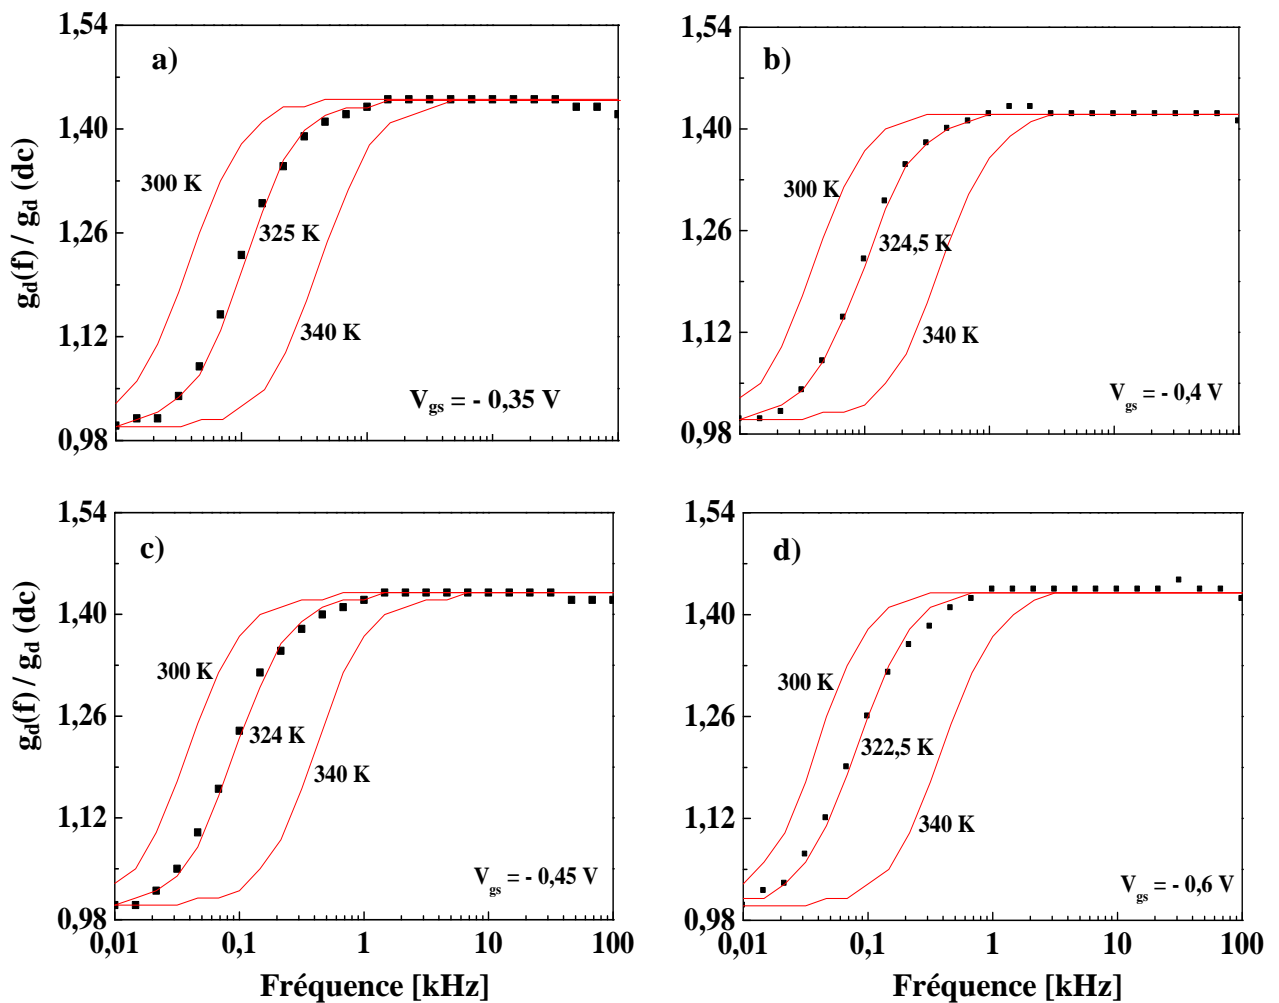 1,54
1,40
1,26
1,12
0,98
g_d(f) / g_d (dc)
a)
300 K
325 K
340 K
V_gs = - 0,35 V
1,54
1,40
1,26
1,12
0,98
b)
300 K
324,5 K
340 K
V_gs = - 0,4 V
1,54
1,40
1,26
1,12
0,98
g_d(f) / g_d (dc)
c)
300 K
324 K
340 K
V_gs = - 0,45 V
0,01 0,1 1 10 100
Fréquence [kHz]
1,54
1,40
1,26
1,12
0,98
d)
300 K
322,5 K
340 K
V_gs = - 0,6 V
0,01 0,1 1 10 100
Fréquence [kHz]